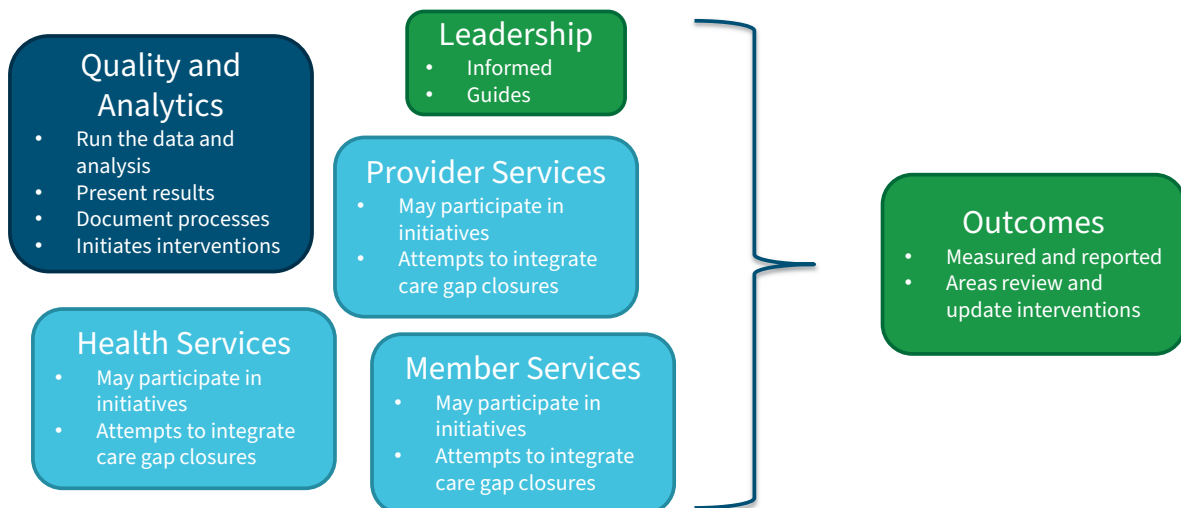 Quality and
Analytics
• Run the data and
analysis
• Present results
• Document processes
• Initiates interventions
Leadership
• Informed
• Guides
Provider Services
• May participate in
initiatives
• Attempts to integrate
care gap closures
Health Services
• May participate in
initiatives
• Attempts to integrate
care gap closures
Member Services
• May participate in
initiatives
• Attempts to integrate
care gap closures
Outcomes
• Measured and reported
• Areas review and
update interventions